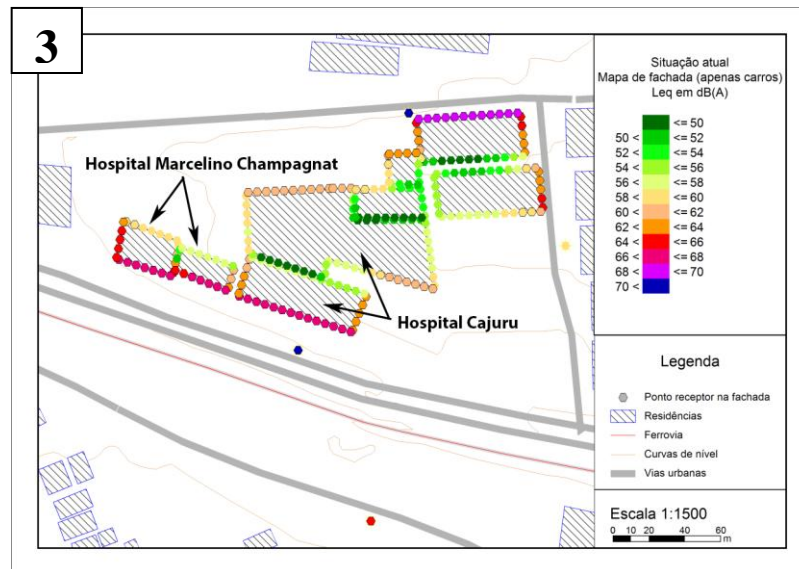 3
Hospital Marcelino Champagnat
Hospital Cajuru
Situação atual
Mapa de fachada (apenas carros)
Leq em dB(A)
<= 50
50 < <= 52
52 < <= 54
54 < <= 56
56 < <= 58
58 < <= 60
60 < <= 62
62 < <= 64
64 < <= 66
66 < <= 68
68 < <= 70
70 <
Legenda
Ponto receptor na fachada
Residências
Ferrovia
Curvas de nível
Vias urbanas
Escala 1:1500
0 10 20 40 60
m